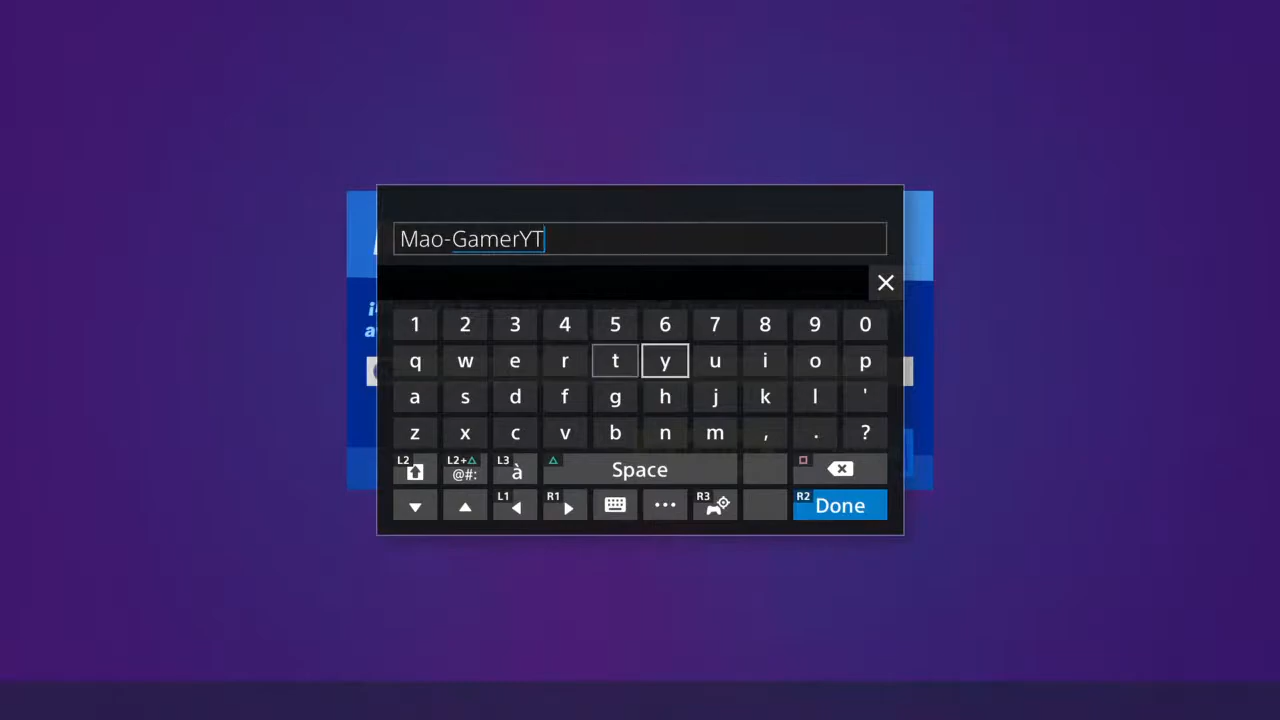 Mao-GamerYT
1 2 3 4 5 6 7 8 9 0
q w e r t y u i o p
a s d f g h j k l '
z x c v b n m , . ?
L2 L2+△ @#: L3 à △ Space
L1 R1 ... R3 R2 Done